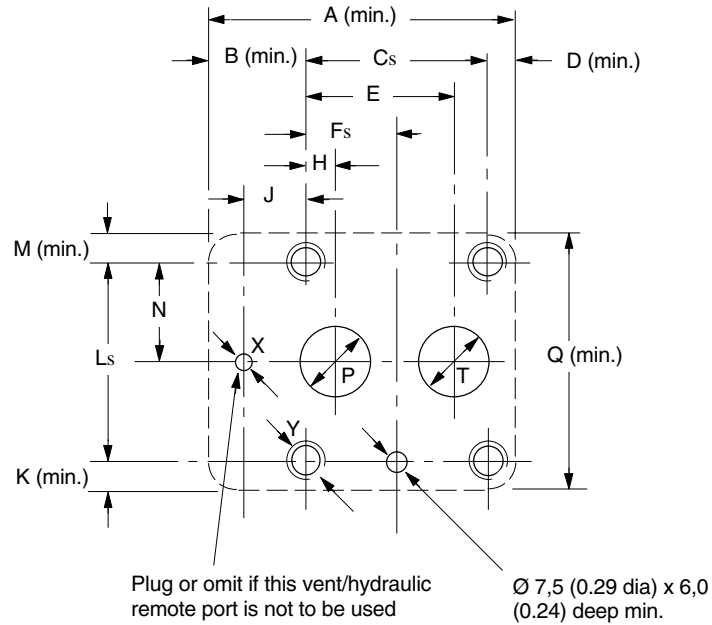 A (min.)
B (min.)
Cs
D (min.)
E
Fs
H
J
M (min.)
N
X
Ls
P
T
Q (min.)
Y
K (min.)
Plug or omit if this vent/hydraulic
remote port is not to be used
Ø 7,5 (0.29 dia) x 6,0
(0.24) deep min.